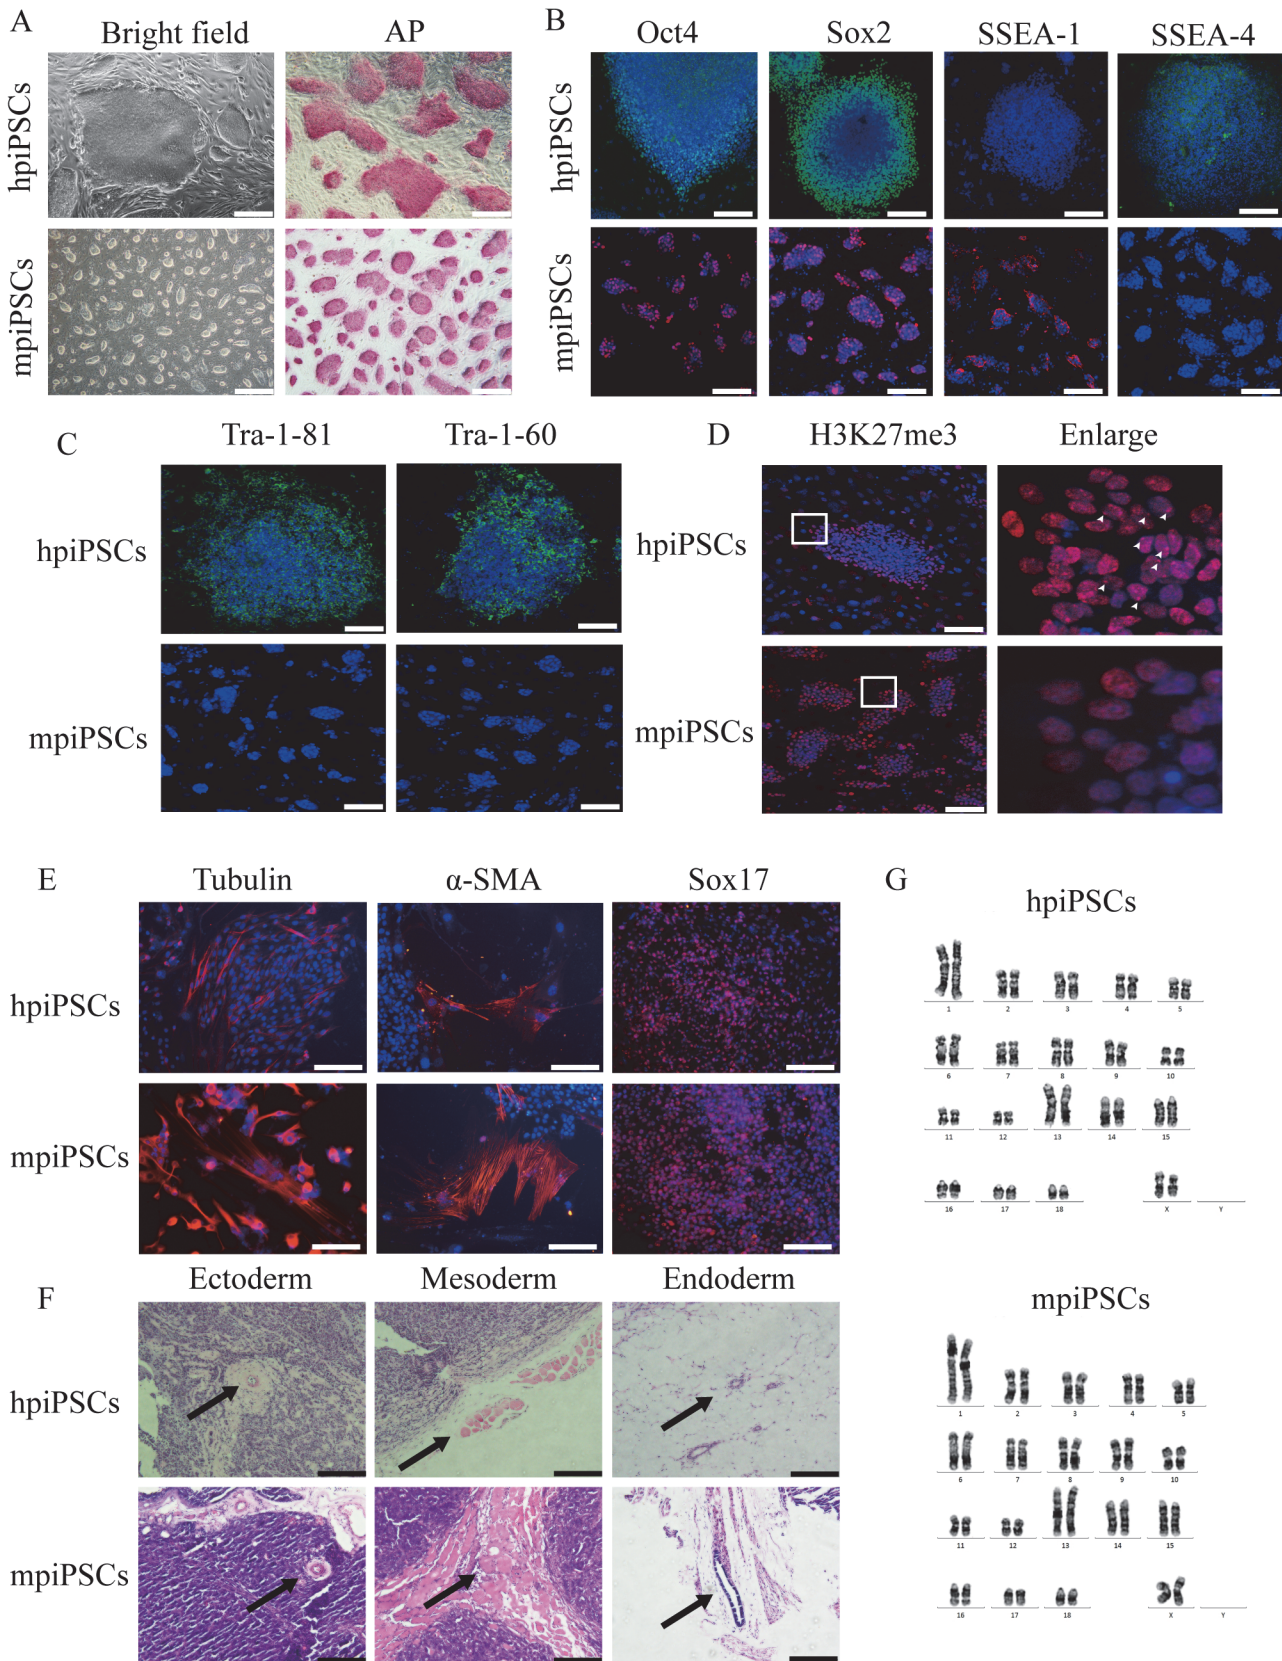 A
Bright field
AP
hpiPSCs
mpiPSCs
B
Oct4
Sox2
SSEA-1
SSEA-4
hpiPSCs
mpiPSCs
C
Tra-1-81
Tra-1-60
hpiPSCs
mpiPSCs
D
H3K27me3
Enlarge
hpiPSCs
mpiPSCs
E
Tubulin
α-SMA
Sox17
hpiPSCs
mpiPSCs
F
Ectoderm
Mesoderm
Endoderm
hpiPSCs
mpiPSCs
G
hpiPSCs
1 2 3 4 5
6 7 8 9 10
11 12 13 14 15
16 17 18 X Y
mpiPSCs
1 2 3 4 5
6 7 8 9 10
11 12 13 14 15
16 17 18 X Y